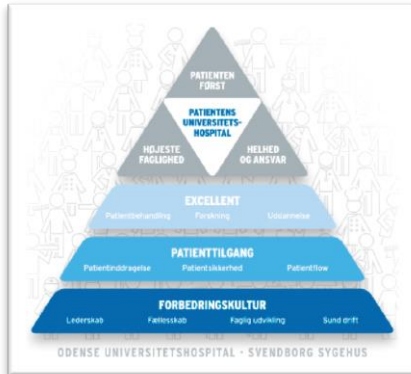 PATIENTEN
FØRST
PATIENTENS
UNIVERSITETS-
HOSPITAL
HØJESTE
FAGLIGHED
HELHED
OG ANSVAR
EXCELLENT
Patientbehandling Forskning Uddannelse
PATIENTTILGANG
Patientinddragelse Patientsikkerhed Patientflow
FORBEDRINGSKULTUR
Lederskab Fællesskab Faglig udvikling Sund drift
ODENSE UNIVERSITETSHOSPITAL - SVENDBORG SYGEHUS